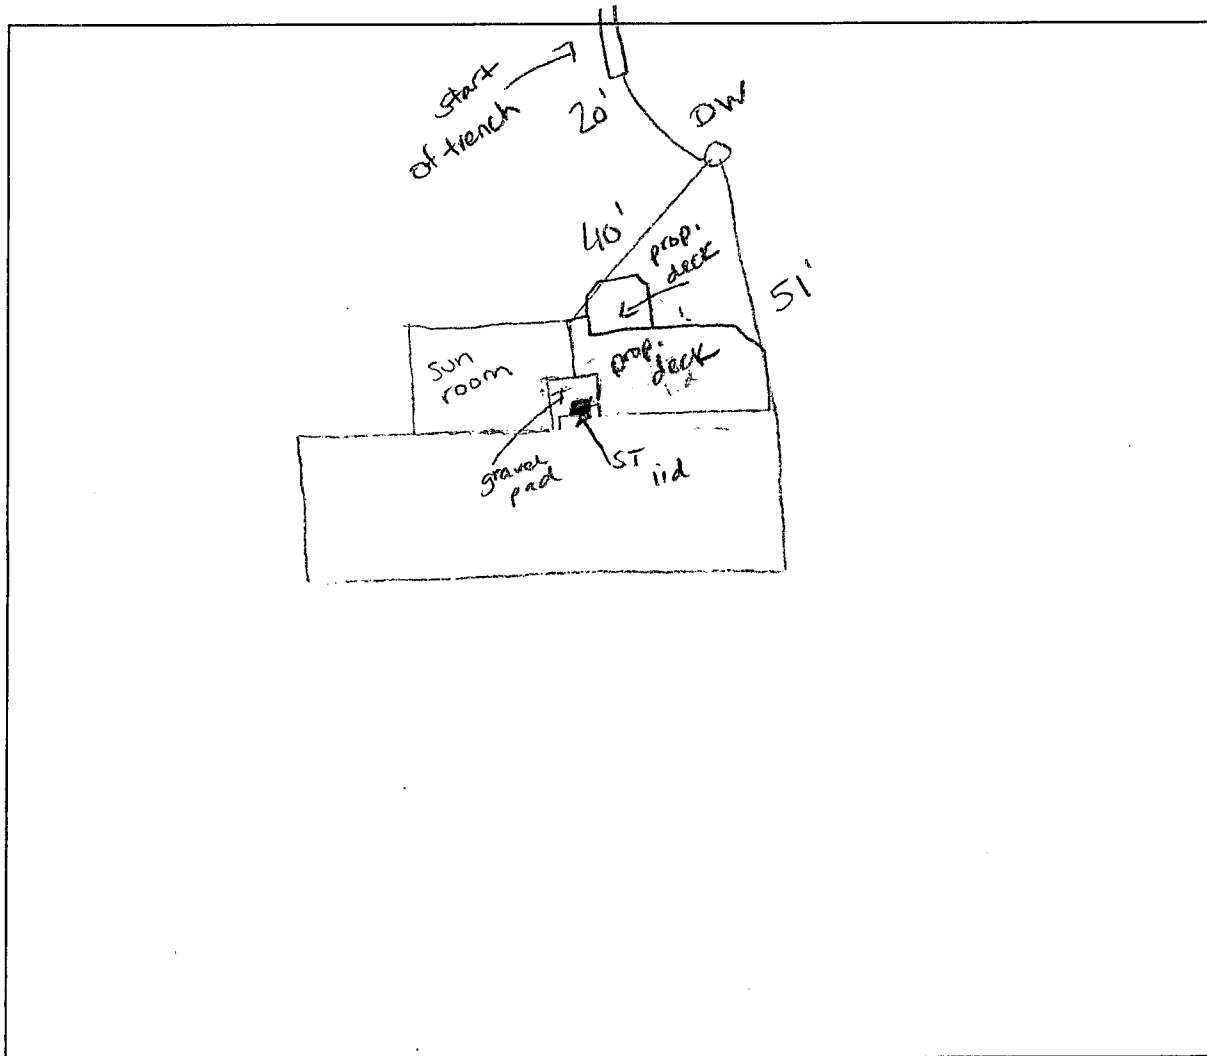 start
of trench
20'
DW
40'
prop.
deck
51'
sun
room
prop.
deck
gravel
pad
ST
lid